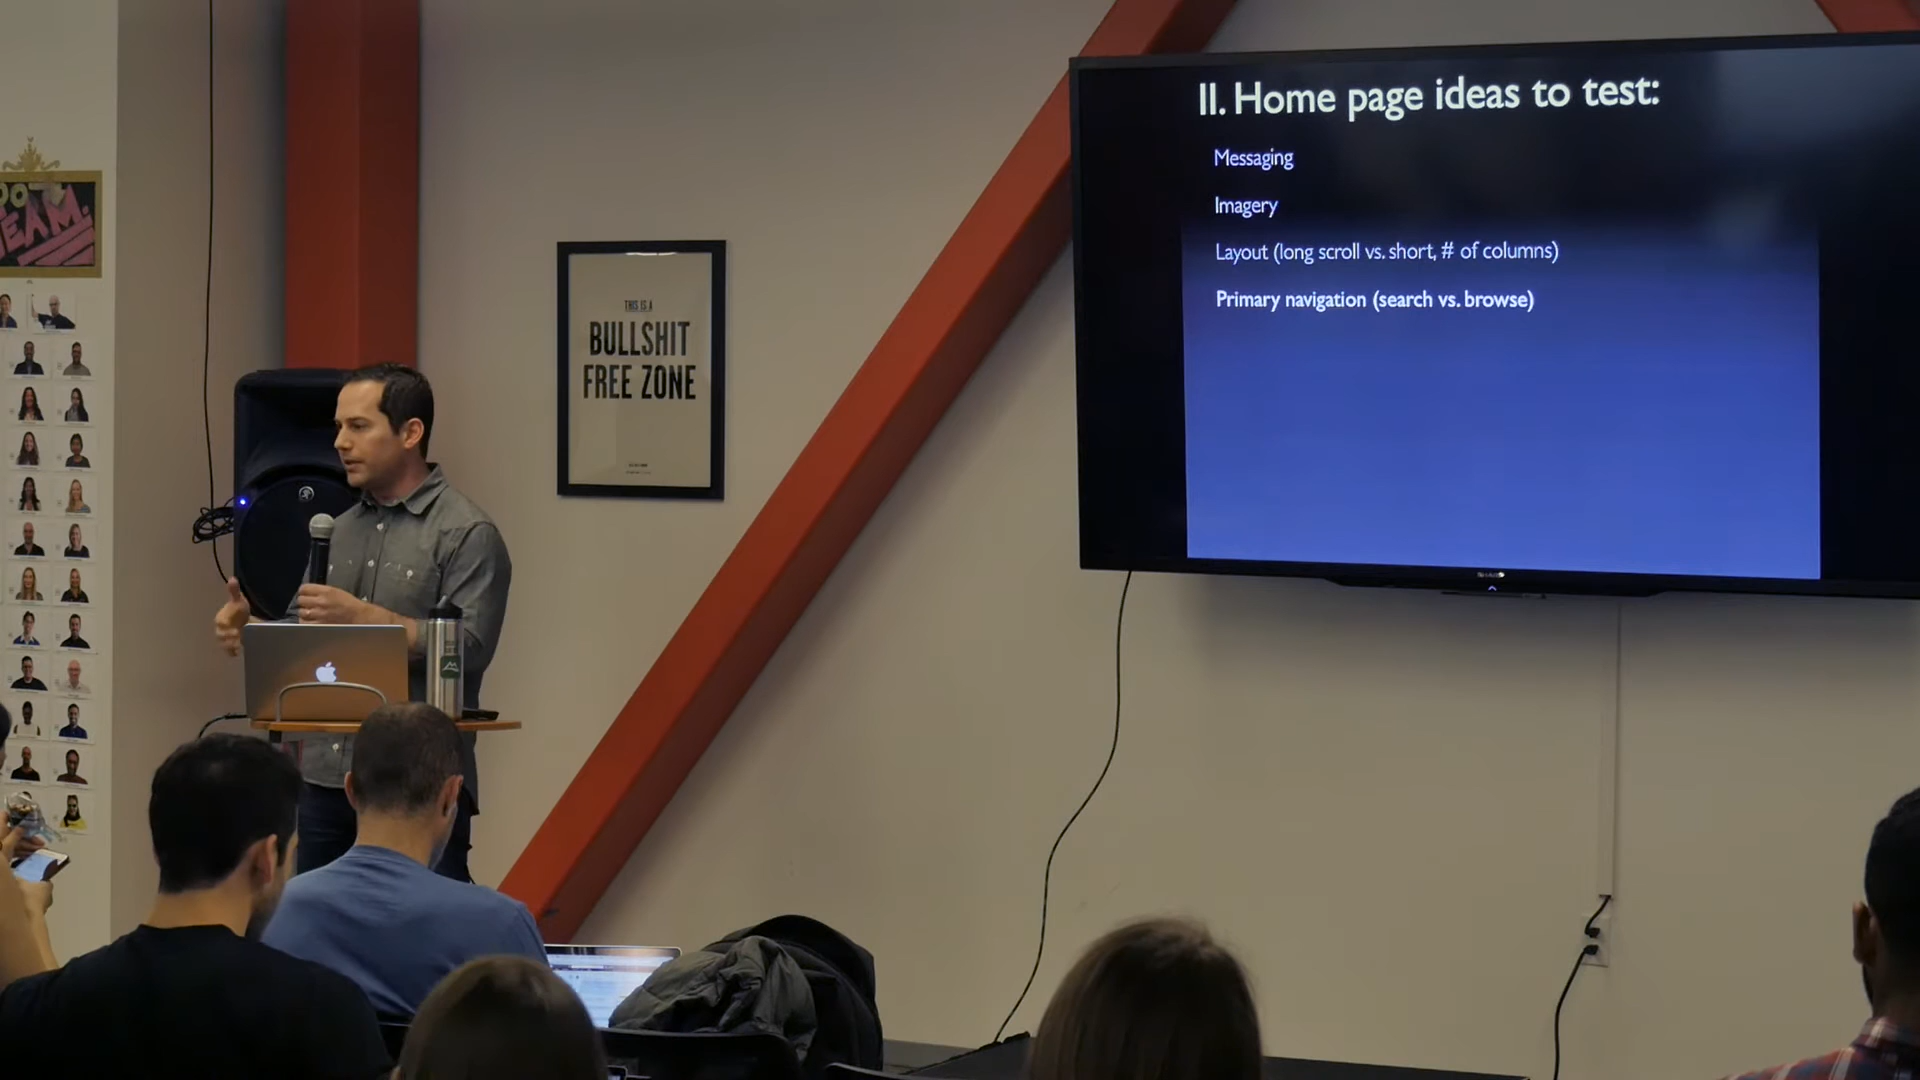 II. Home page ideas to test:
Messaging
Imagery
Layout (long scroll vs. short, # of columns)
Primary navigation (search vs. browse)
THIS IS A
BULLSHIT
FREE ZONE
TEAM.